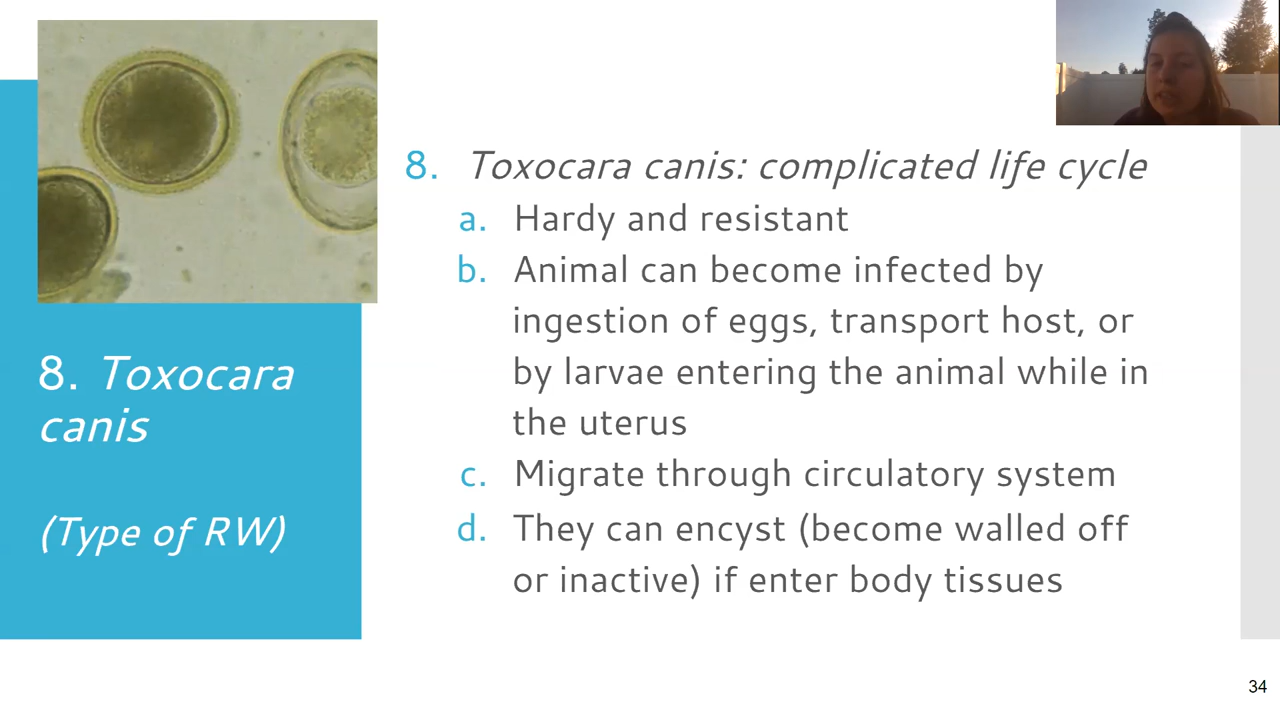 8. Toxocara
canis
(Type of RW)
8. Toxocara canis: complicated life cycle
a. Hardy and resistant
b. Animal can become infected by
ingestion of eggs, transport host, or
by larvae entering the animal while in
the uterus
c. Migrate through circulatory system
d. They can encyst (become walled off
or inactive) if enter body tissues
34